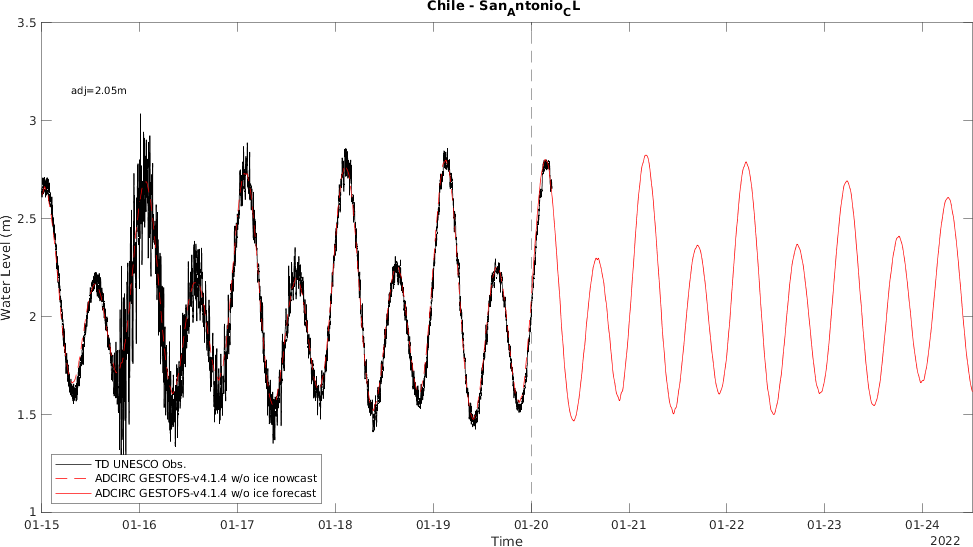 Chile - SanAntonioCL
3.5
adj=2.05m
3
2.5
Water Level (m)
2
1.5
TD UNESCO Obs.
ADCIRC GESTOFS-v4.1.4 w/o ice nowcast
ADCIRC GESTOFS-v4.1.4 w/o ice forecast
1
01-15 01-16 01-17 01-18 01-19 01-20 01-21 01-22 01-23 01-24
Time
2022